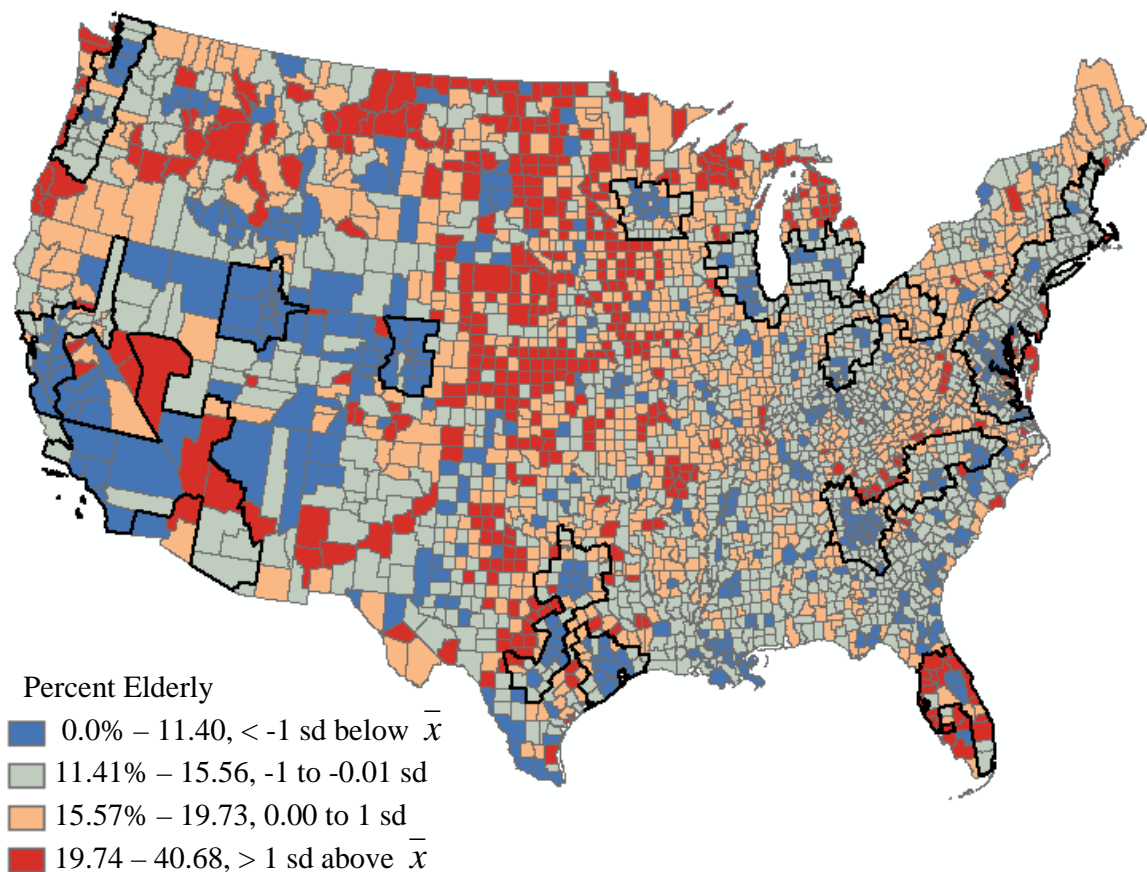 Percent Elderly
0.0% – 11.40, < -1 sd below x̅
11.41% – 15.56, -1 to -0.01 sd
15.57% – 19.73, 0.00 to 1 sd
19.74 – 40.68, > 1 sd above x̅